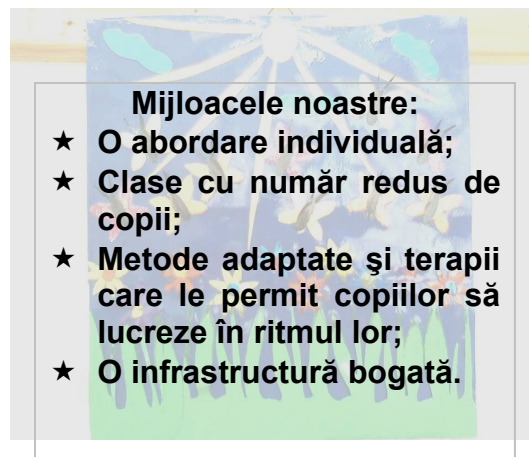 Mijloacele noastre:
★ O abordare individuală;
★ Clase cu număr redus de
copii;
★ Metode adaptate şi terapii
care le permit copiilor să
lucreze în ritmul lor;
★ O infrastructură bogată.